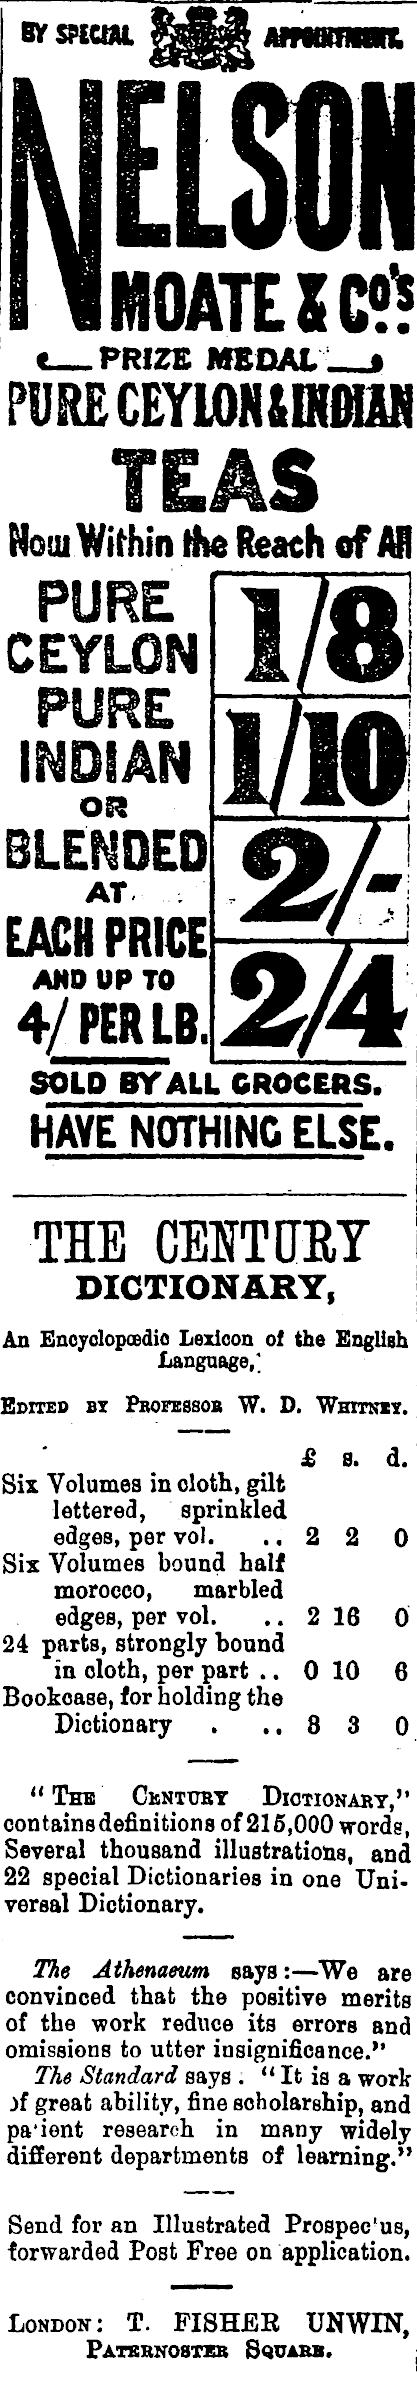 BY SPECIAL APPOINTMENT.
NELSON
MOATE & CO.'S
PRIZE MEDAL
PURE CEYLON & INDIAN
TEAS
Now Within the Reach of All
PURE
CEYLON
PURE
INDIAN
OR
BLENDED
AT
EACH PRICE
AND UP TO
4/ PER LB.
1/8
1/10
2/-
2/4
SOLD BY ALL GROCERS.
HAVE NOTHING ELSE.
THE CENTURY
DICTIONARY,
An Encyclopœdic Lexicon of the English
Language,
EDITED BY PROFESSOR W. D. WHITNEY.
£ s. d.
Six Volumes in cloth, gilt
lettered, sprinkled
edges, per vol. .. 2 2 0
Six Volumes bound half
morocco, marbled
edges, per vol. .. 2 16 0
24 parts, strongly bound
in cloth, per part .. 0 10 6
Bookcase, for holding the
Dictionary . .. 3 3 0
"THE CENTURY DICTIONARY,"
contains definitions of 215,000 words,
Several thousand illustrations, and
22 special Dictionaries in one Uni-
versal Dictionary.
The Athenaeum says:—We are
convinced that the positive merits
of the work reduce its errors and
omissions to utter insignificance."
The Standard says. "It is a work
of great ability, fine scholarship, and
pa'ient research in many widely
different departments of learning."
Send for an Illustrated Prospec'us,
forwarded Post Free on application.
LONDON: T. FISHER UNWIN,
PATERNOSTER SQUARE.